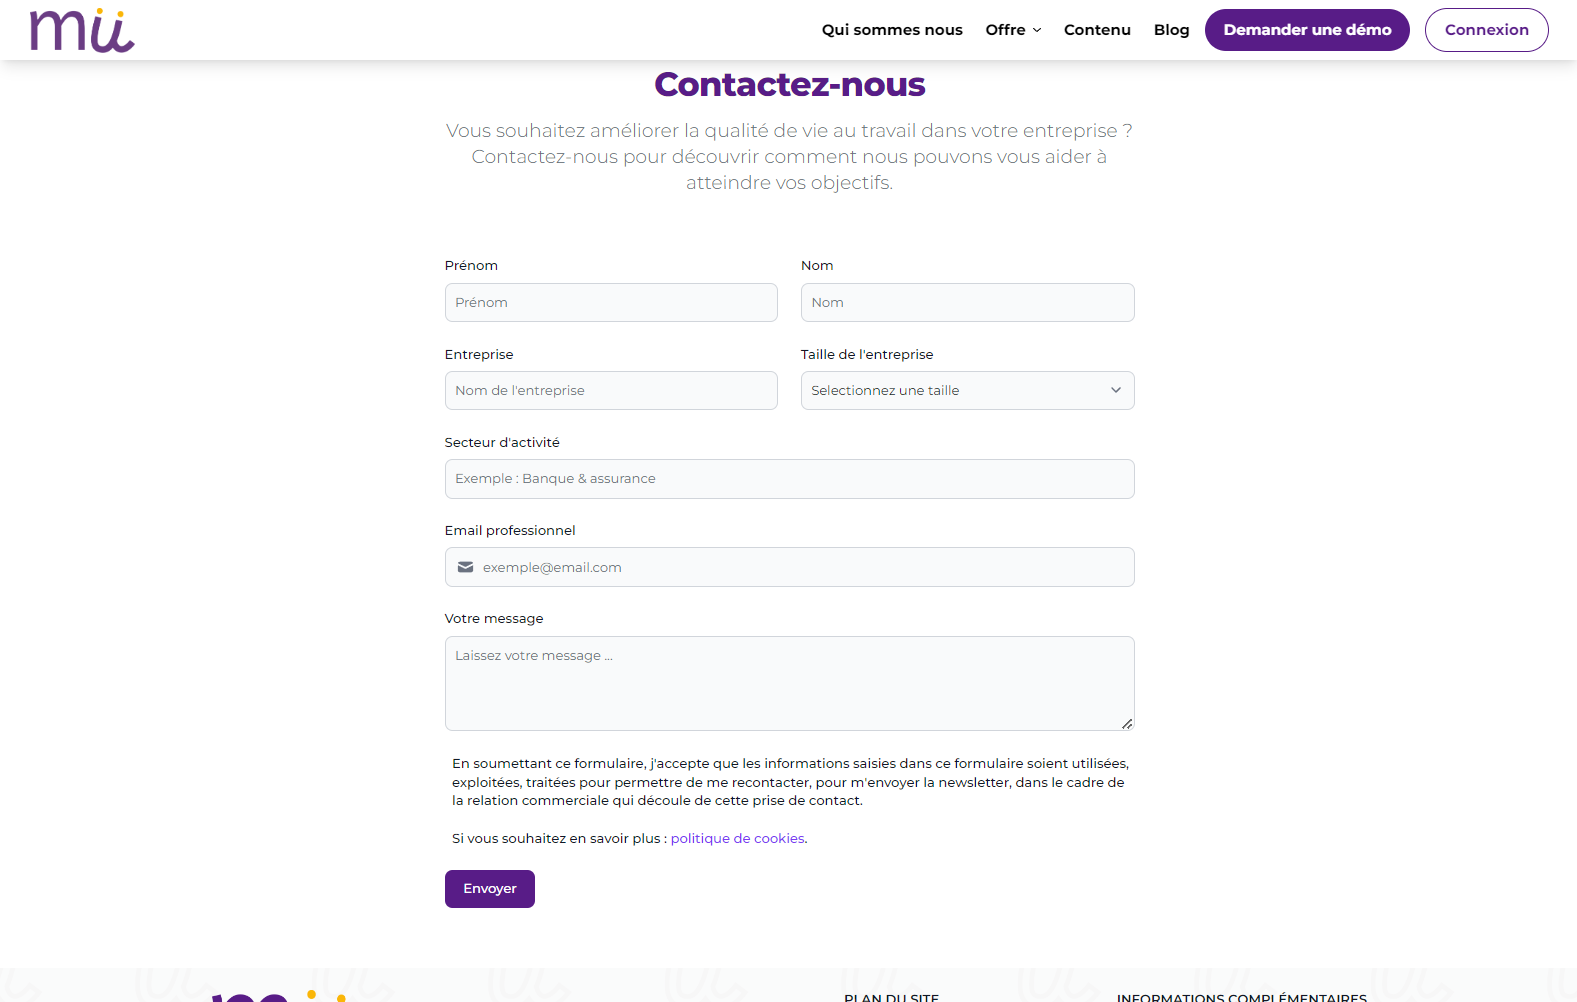 mü
Qui sommes nous Offre Contenu Blog Demander une démo Connexion
Contactez-nous
Vous souhaitez améliorer la qualité de vie au travail dans votre entreprise ?
Contactez-nous pour découvrir comment nous pouvons vous aider à
atteindre vos objectifs.
Prénom Nom
Prénom Nom
Entreprise Taille de l'entreprise
Nom de l'entreprise Selectionnez une taille
Secteur d'activité
Exemple : Banque & assurance
Email professionnel
exemple@email.com
Votre message
Laissez votre message ...
En soumettant ce formulaire, j'accepte que les informations saisies dans ce formulaire soient utilisées,
exploitées, traitées pour permettre de me recontacter, pour m'envoyer la newsletter, dans le cadre de
la relation commerciale qui découle de cette prise de contact.
Si vous souhaitez en savoir plus : politique de cookies.
Envoyer
PLAN DU SITE INFORMATIONS COMPLÉMENTAIRES